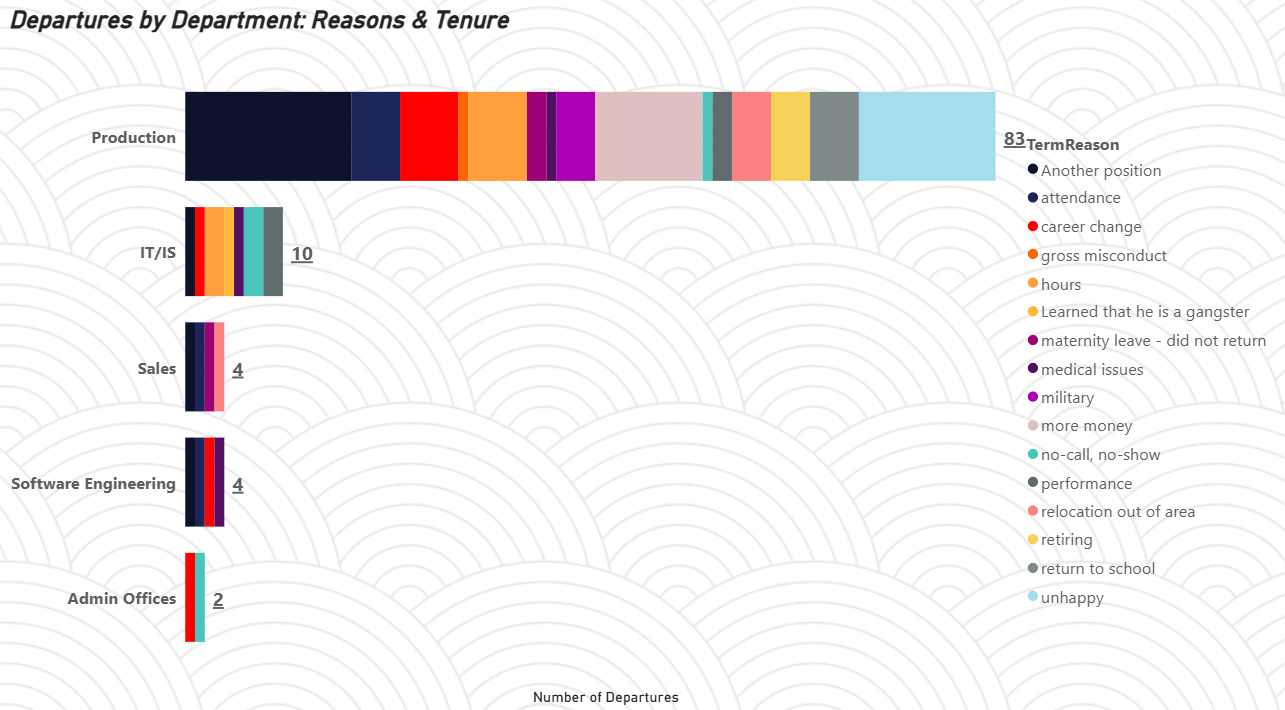 Departures by Department: Reasons & Tenure
Production
83
IT/IS
10
Sales
4
Software Engineering
4
Admin Offices
2
Number of Departures
TermReason
Another position
attendance
career change
gross misconduct
hours
Learned that he is a gangster
maternity leave - did not return
medical issues
military
more money
no-call, no-show
performance
relocation out of area
retiring
return to school
unhappy